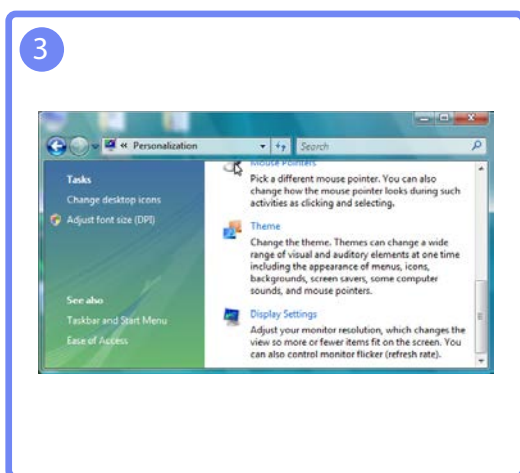 3
« Personalization
Search
Tasks
Change desktop icons
Adjust font size (DPI)
See also
Taskbar and Start Menu
Ease of Access
Mouse Pointers
Pick a different mouse pointer. You can also
change how the mouse pointer looks during such
activities as clicking and selecting.
Theme
Change the theme. Themes can change a wide
range of visual and auditory elements at one time
including the appearance of menus, icons,
backgrounds, screen savers, some computer
sounds, and mouse pointers.
Display Settings
Adjust your monitor resolution, which changes the
view so more or fewer items fit on the screen. You
can also control monitor flicker (refresh rate).